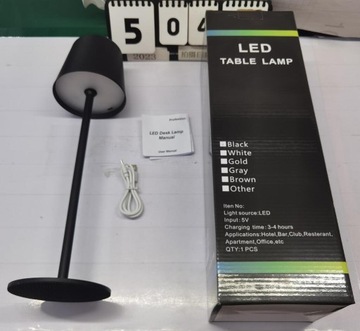 5 0 4
LED
TABLE LAMP
Black
White
Gold
Gray
Brown
Other
Iten No:
Light source:LED
Input :5V
Charging time: 3-4 hours
Applications:Hotel,Bar,Club,Resterant,
Apartment,Office,etc
QTY:1 PCS
LED Desk Lamp
Manual
User Manual